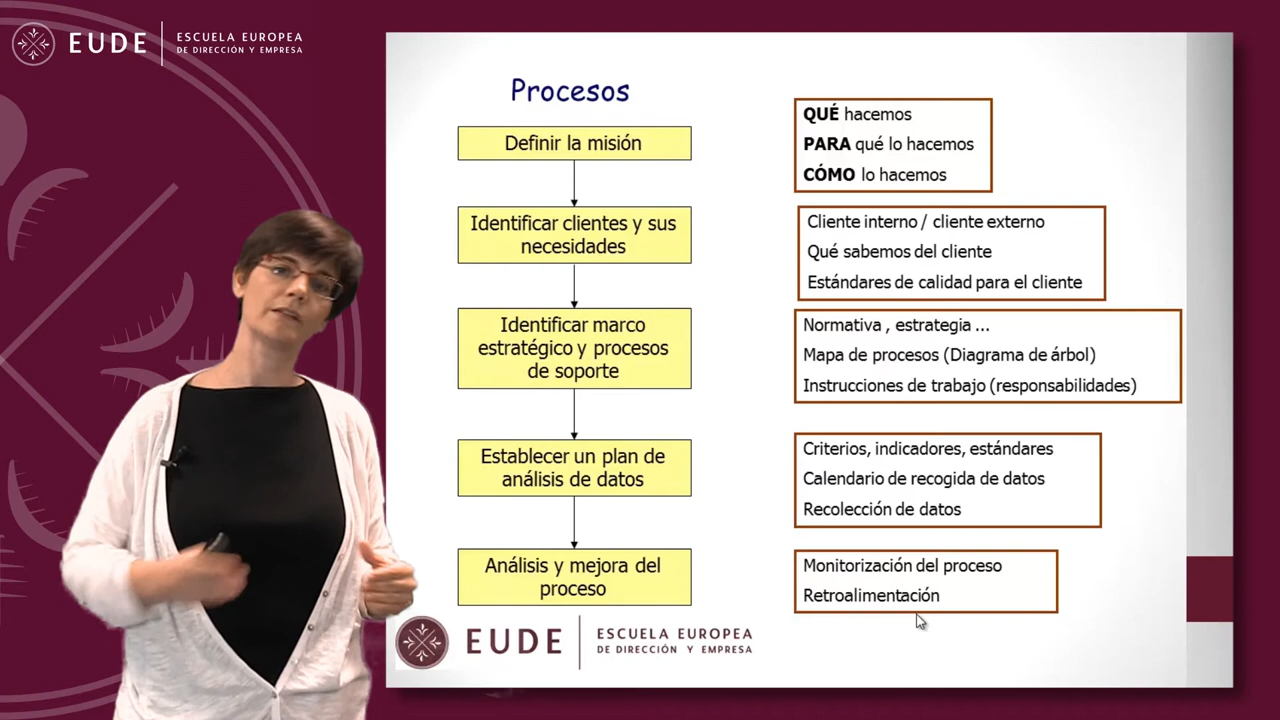 EUDE
ESCUELA EUROPEA
DE DIRECCIÓN Y EMPRESA
Procesos
Definir la misión
QUÉ hacemos
PARA qué lo hacemos
CÓMO lo hacemos
Identificar clientes y sus
necesidades
Cliente interno / cliente externo
Qué sabemos del cliente
Estándares de calidad para el cliente
Identificar marco
estratégico y procesos
de soporte
Normativa , estrategia ...
Mapa de procesos (Diagrama de árbol)
Instrucciones de trabajo (responsabilidades)
Establecer un plan de
análisis de datos
Criterios, indicadores, estándares
Calendario de recogida de datos
Recolección de datos
Análisis y mejora del
proceso
Monitorización del proceso
Retroalimentación
EUDE
ESCUELA EUROPEA
DE DIRECCIÓN Y EMPRESA